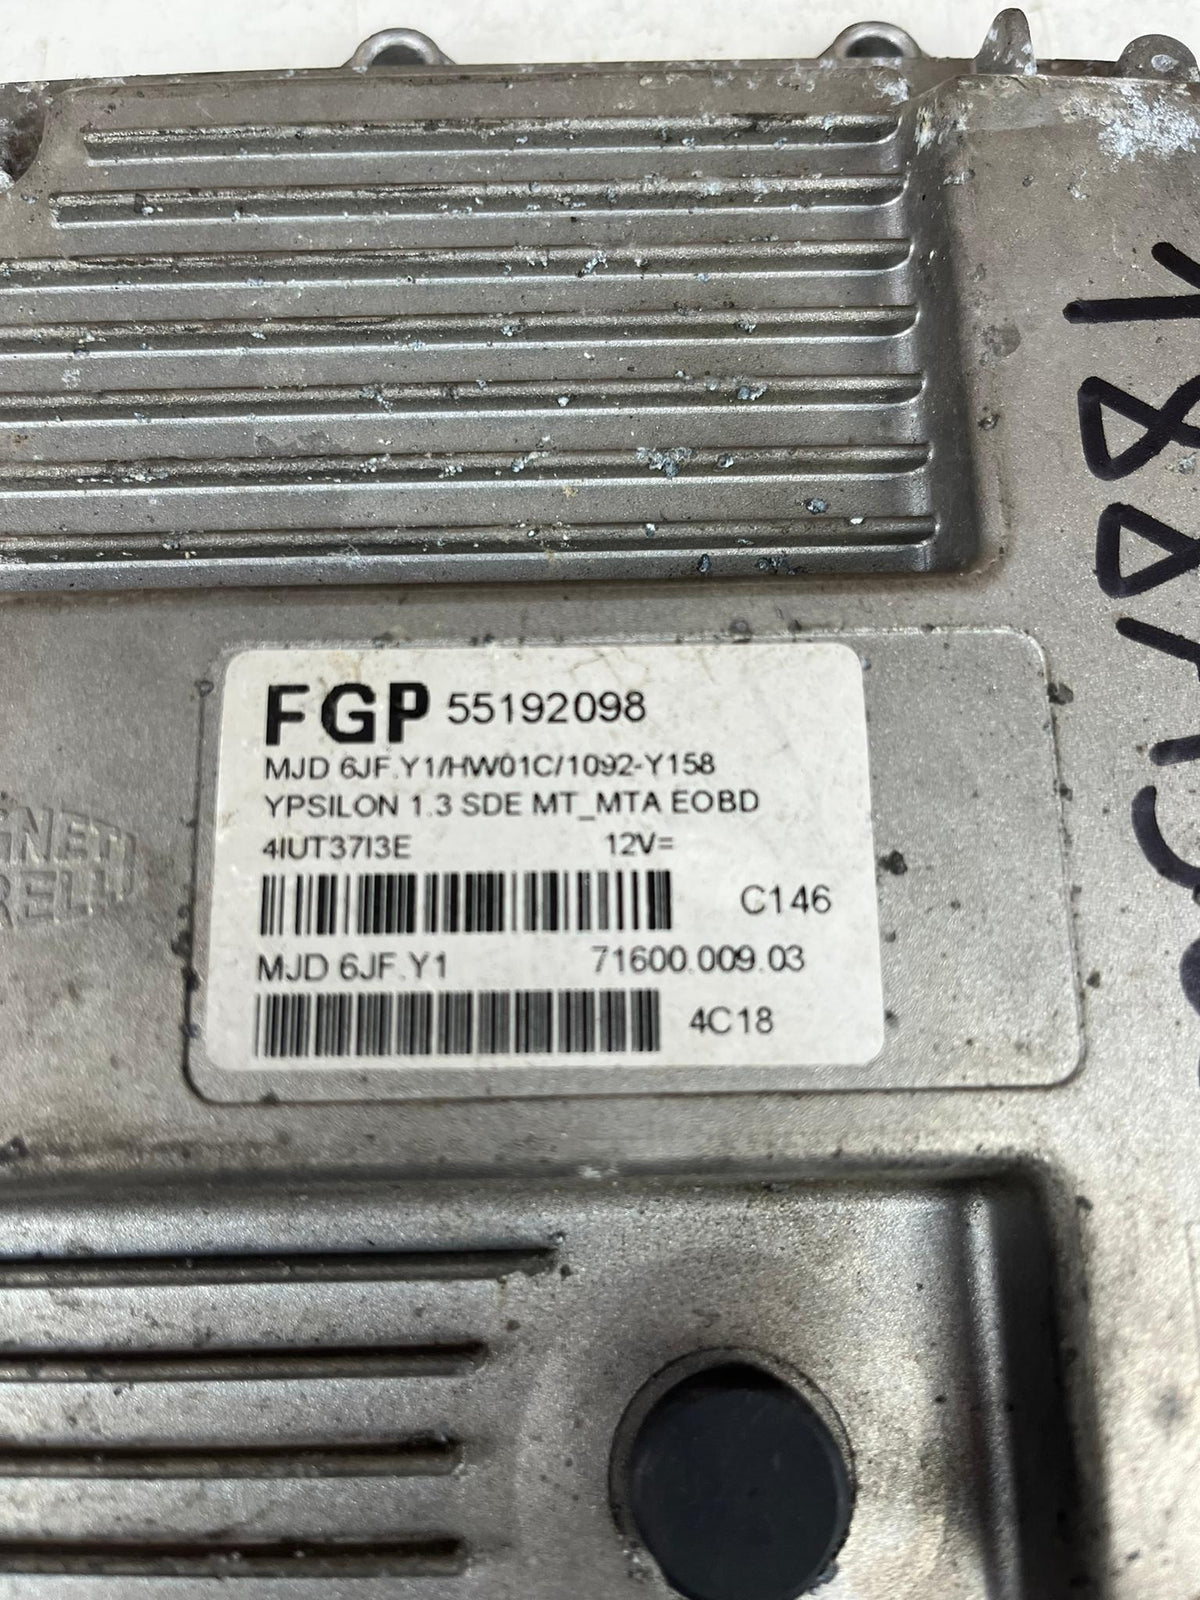 FGP 55192098
MJD 6JF.Y1/HW01C/1092-Y158
YPSILON 1.3 SDE MT_MTA EOBD
4IUT37I3E 12V=
C146
MJD 6JF.Y1 71600.009.03
4C18